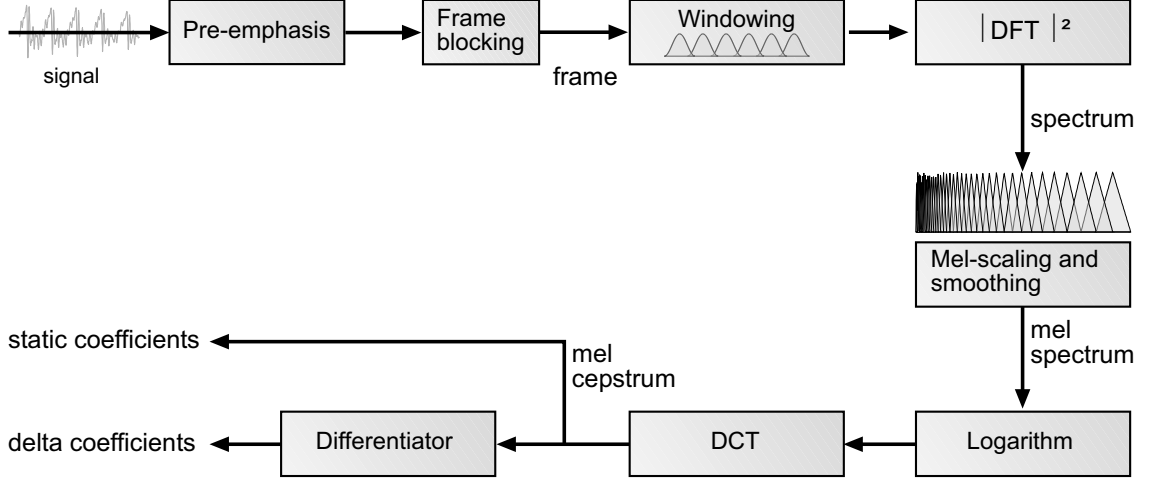 signal
Pre-emphasis
Frame
blocking
frame
Windowing
|DFT |²
spectrum
Mel-scaling and
smoothing
mel
spectrum
Logarithm
DCT
mel
cepstrum
static coefficients
Differentiator
delta coefficients